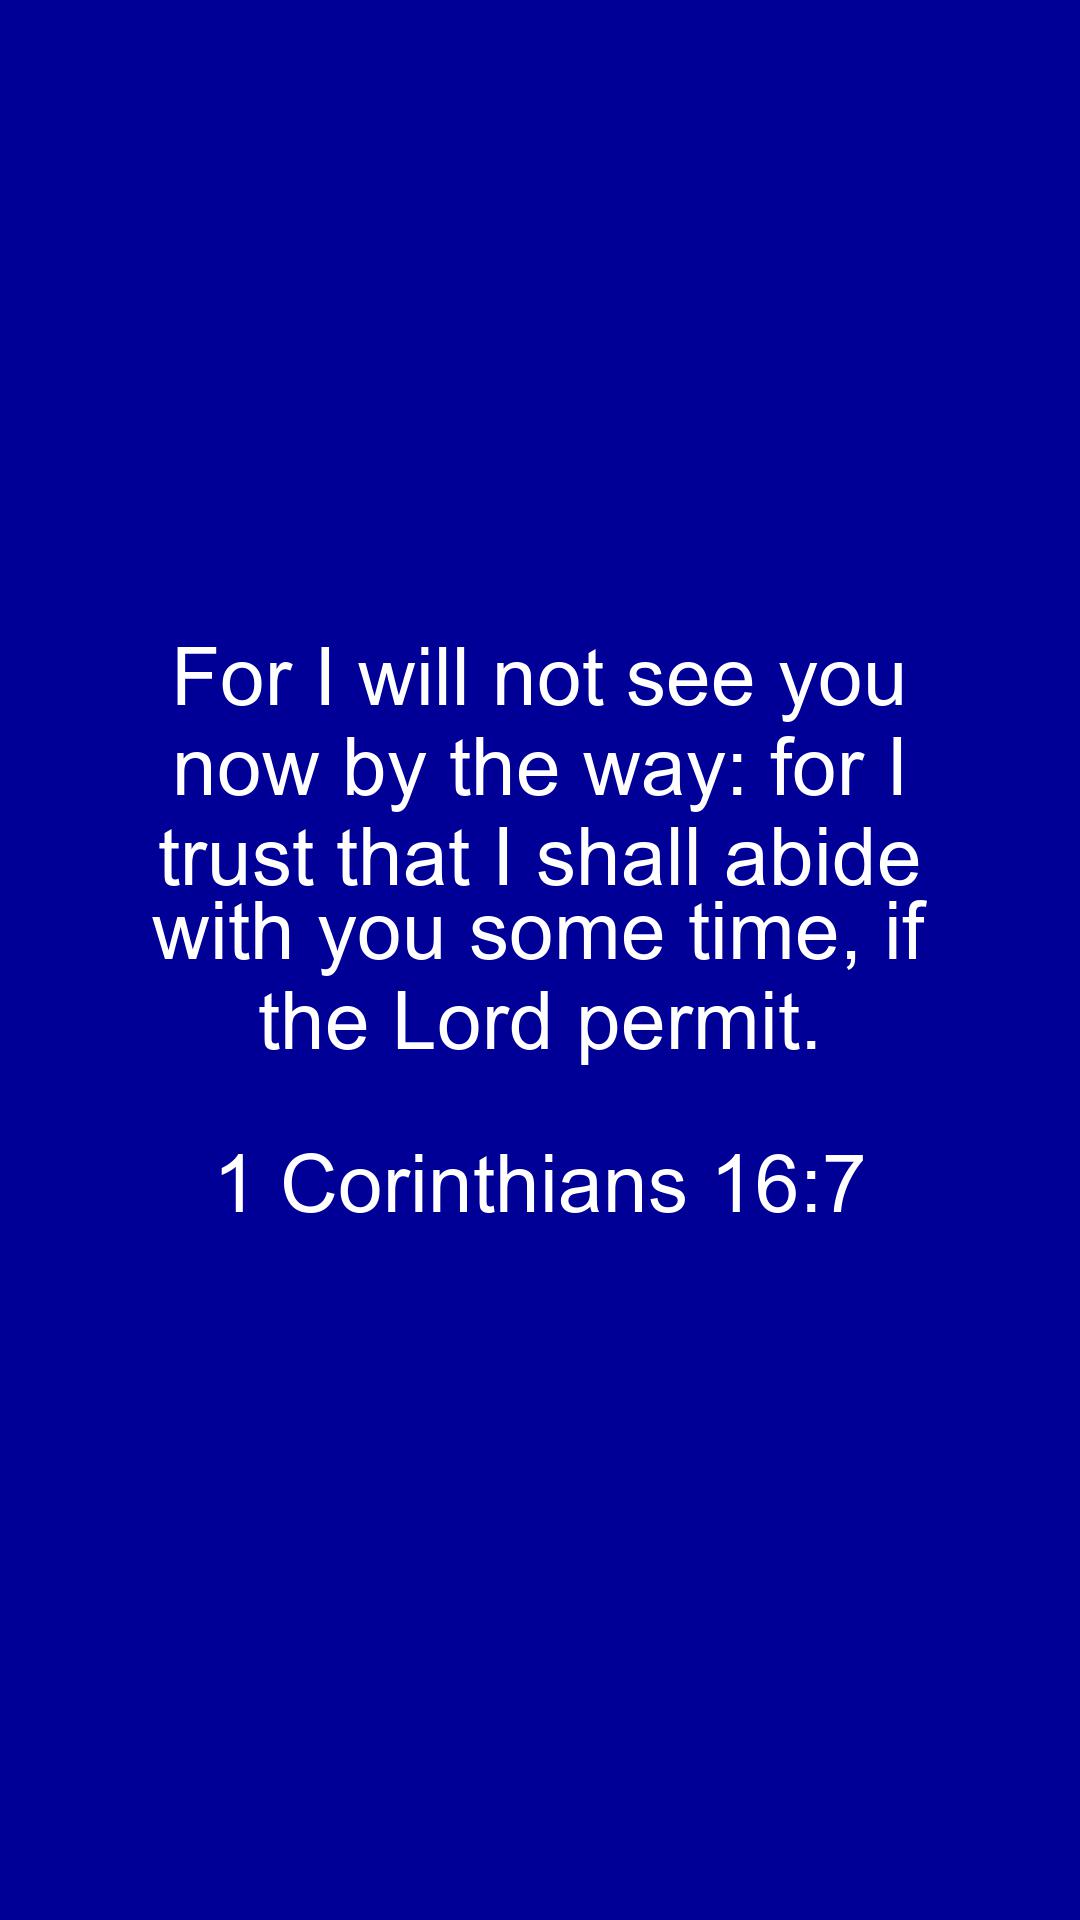 For I will not see you
now by the way: for I
trust that I shall abide
with you some time, if
the Lord permit.
1 Corinthians 16:7